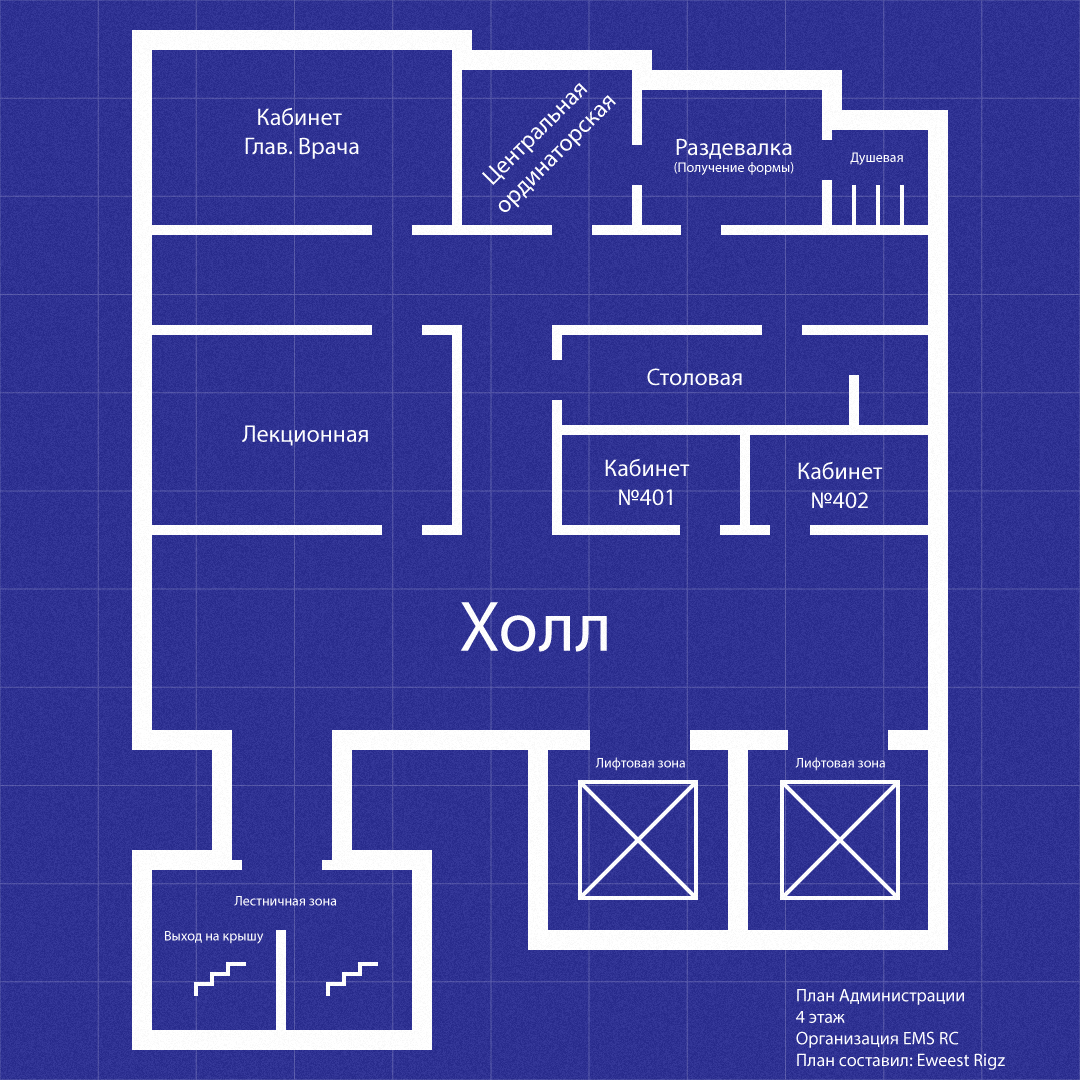 Кабинет
Глав. Врача
Центральная
ординаторская
Раздевалка
(Получение формы)
Душевая
Столовая
Лекционная
Кабинет
№401
Кабинет
№402
Холл
Лифтовая зона
Лифтовая зона
Лестничная зона
Выход на крышу
План Администрации
4 этаж
Организация EMS RC
План составил: Eweest Rigz